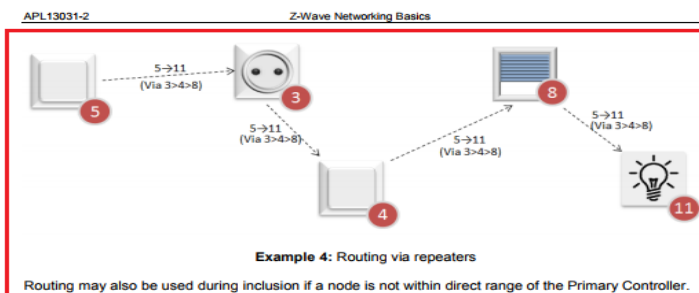 APL13031-2 Z-Wave Networking Basics
5→11
(Via 3>4>8)
5
3
5→11
(Via 3>4>8)
4
5→11
(Via 3>4>8)
8
5→11
(Via 3>4>8)
11
Example 4: Routing via repeaters
Routing may also be used during inclusion if a node is not within direct range of the Primary Controller.